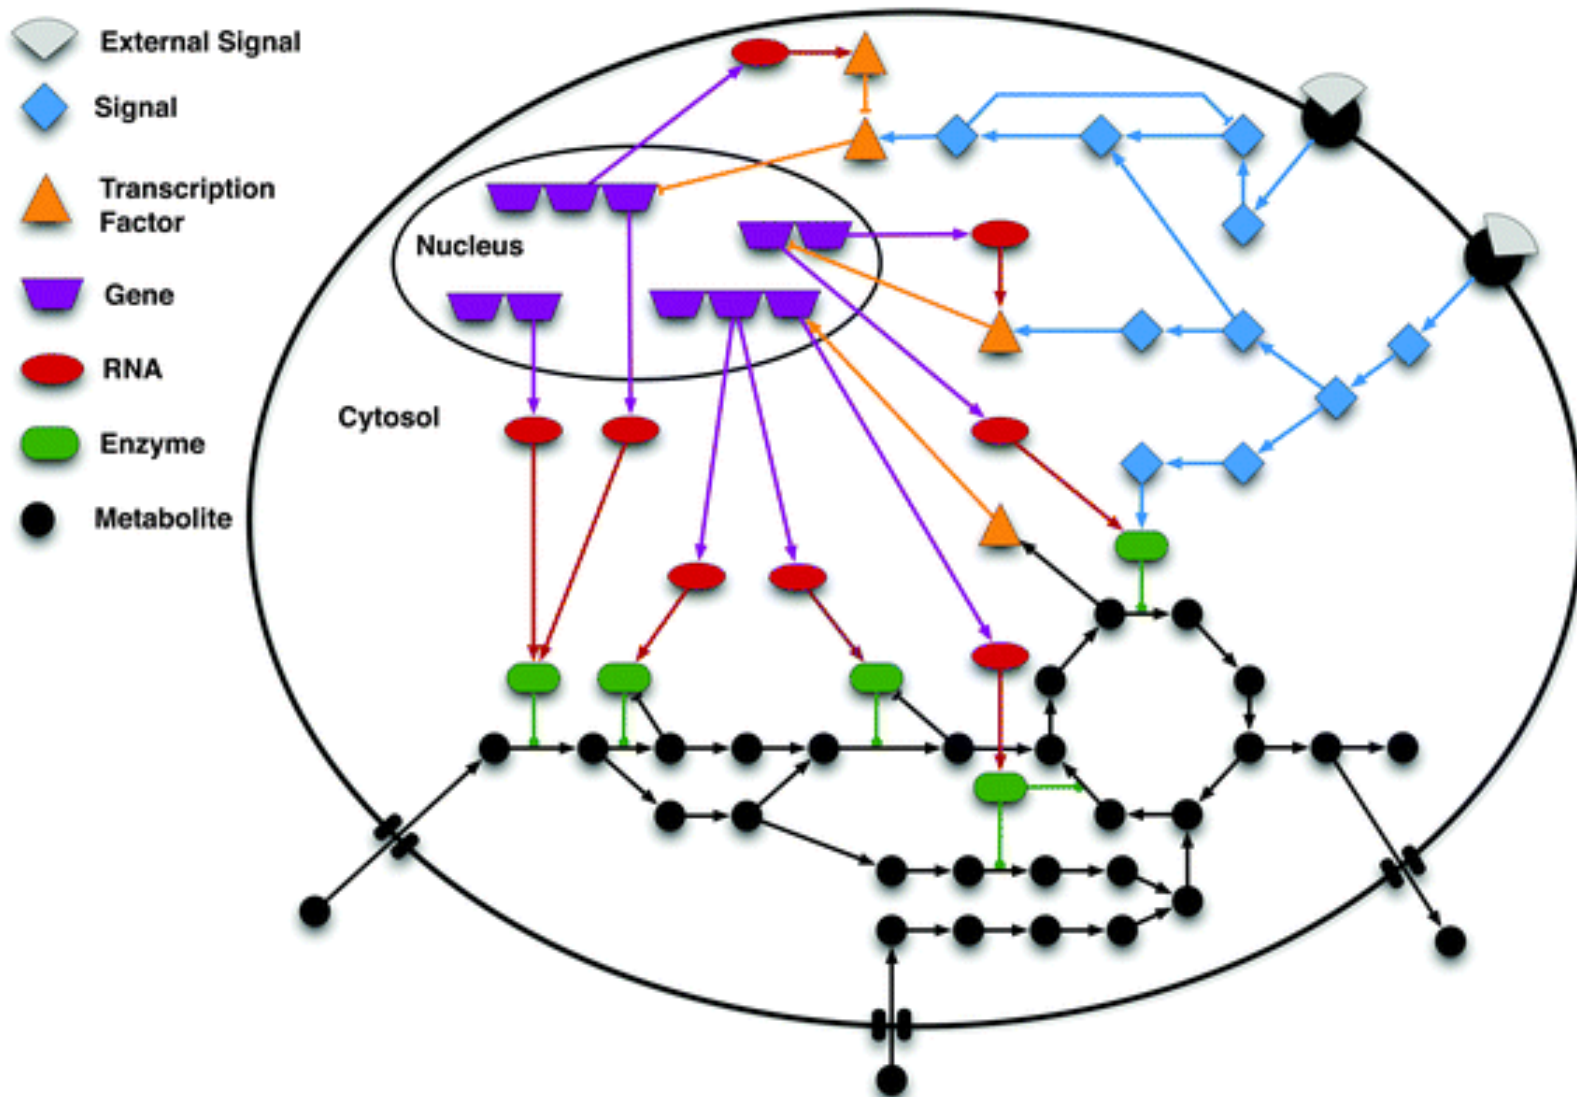 External Signal
Signal
Transcription
Factor
Gene
RNA
Enzyme
Metabolite
Nucleus
Cytosol